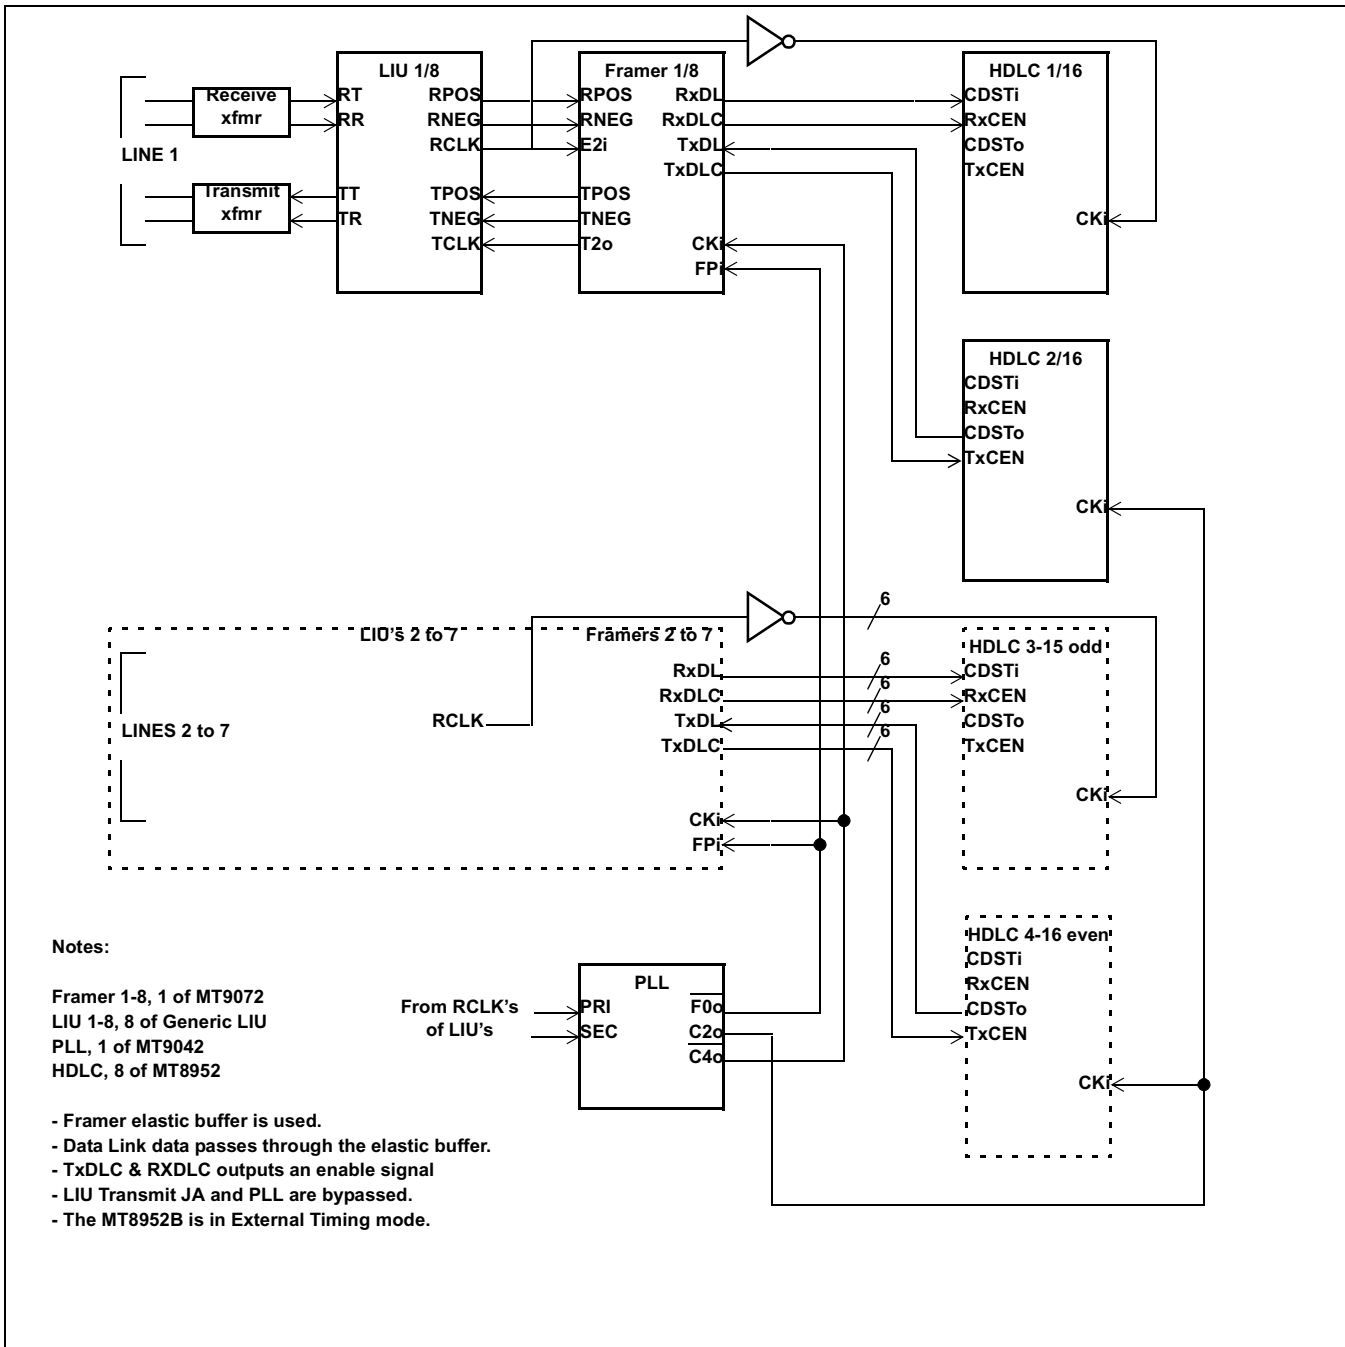 LIU 1/8
Framer 1/8
HDLC 1/16
Receive
xfmr
RT
RR
RPOS
RNEG
RCLK
RPOS
RNEG
E2i
RxDL
RxDLC
TxDL
TxDLC
CDSTi
RxCEN
CDSTo
TxCEN
LINE 1
Transmit
xfmr
TT
TR
TPOS
TNEG
TCLK
TPOS
TNEG
T2o
CKi
FPi
CKi
HDLC 2/16
CDSTi
RxCEN
CDSTo
TxCEN
CKi
6
LIU's 2 to 7
Framers 2 to 7
HDLC 3-15 odd
LINES 2 to 7
RCLK
RxDL
RxDLC
TxDL
TxDLC
6
6
6
6
CDSTi
RxCEN
CDSTo
TxCEN
CKi
CKi
FPi
HDLC 4-16 even
CDSTi
RxCEN
CDSTo
TxCEN
CKi
From RCLK's
of LIU's
PLL
PRI
SEC
F0o
C2o
C4o
Notes:
Framer 1-8, 1 of MT9072
LIU 1-8, 8 of Generic LIU
PLL, 1 of MT9042
HDLC, 8 of MT8952
- Framer elastic buffer is used.
- Data Link data passes through the elastic buffer.
- TxDLC & RXDLC outputs an enable signal
- LIU Transmit JA and PLL are bypassed.
- The MT8952B is in External Timing mode.